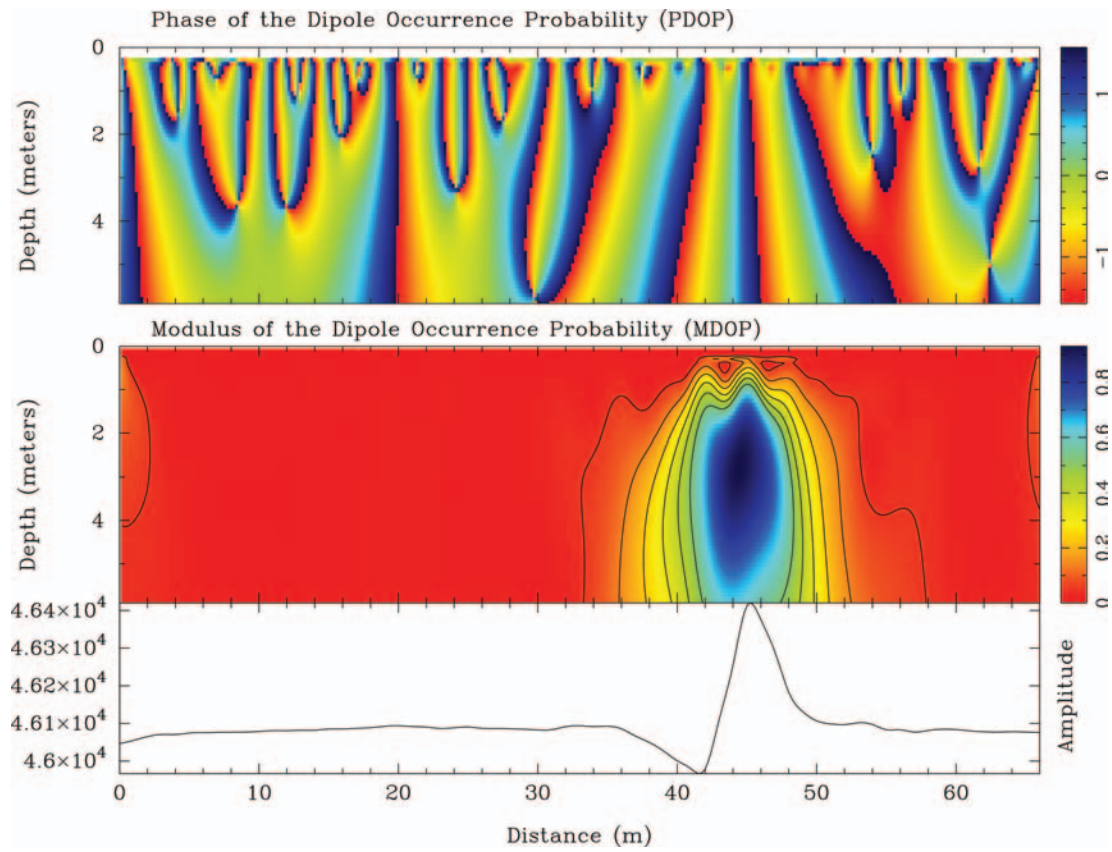 Phase of the Dipole Occurrence Probability (PDOP)
0
2
4
Depth (meters)
1
0
−1
Modulus of the Dipole Occurrence Probability (MDOP)
0
2
4
Depth (meters)
0.8
0.6
0.4
0.2
0
4.64×10⁴
4.63×10⁴
4.62×10⁴
4.61×10⁴
4.6×10⁴
Amplitude
0 10 20 30 40 50 60
Distance (m)